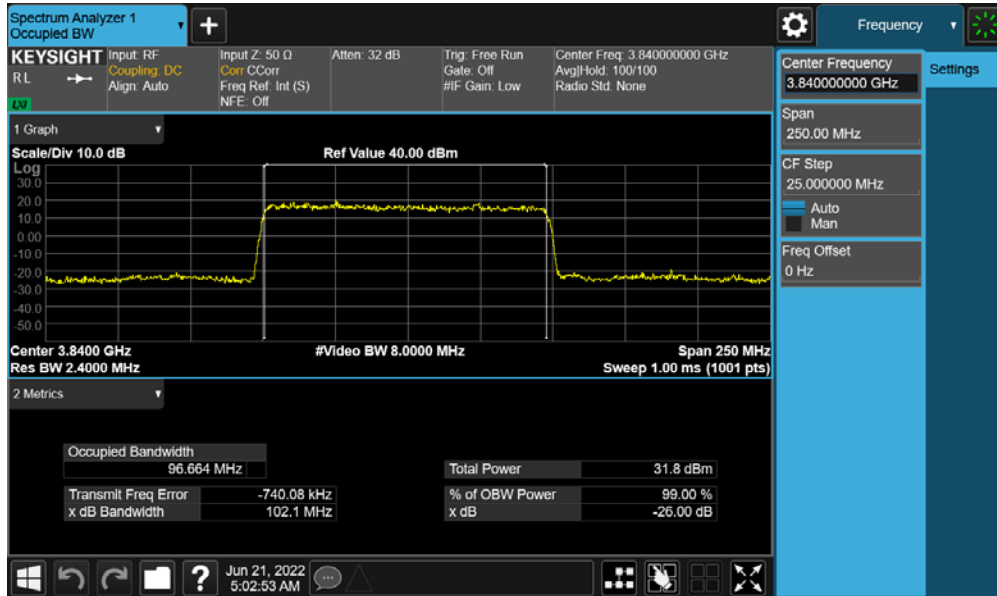 Spectrum Analyzer 1
Occupied BW
+
Frequency
KEYSIGHT
RL
LXI
Input: RF
Coupling: DC
Align: Auto
Input Z: 50 Ω
Corr CCorr
Freq Ref: Int (S)
NFE: Off
Atten: 32 dB
Trig: Free Run
Gate: Off
#IF Gain: Low
Center Freq: 3.840000000 GHz
Avg|Hold: 100/100
Radio Std: None
Center Frequency
3.840000000 GHz
Settings
Span
250.00 MHz
CF Step
25.000000 MHz
Auto
Man
Freq Offset
0 Hz
1 Graph
Scale/Div 10.0 dB
Ref Value 40.00 dBm
Log
30.0
20.0
10.0
0.00
-10.0
-20.0
-30.0
-40.0
-50.0
Center 3.8400 GHz
#Video BW 8.0000 MHz
Span 250 MHz
Res BW 2.4000 MHz
Sweep 1.00 ms (1001 pts)
2 Metrics
Occupied Bandwidth
96.664 MHz
Total Power 31.8 dBm
Transmit Freq Error -740.08 kHz
% of OBW Power 99.00 %
x dB Bandwidth 102.1 MHz
x dB -26.00 dB
?
Jun 21, 2022
5:02:53 AM